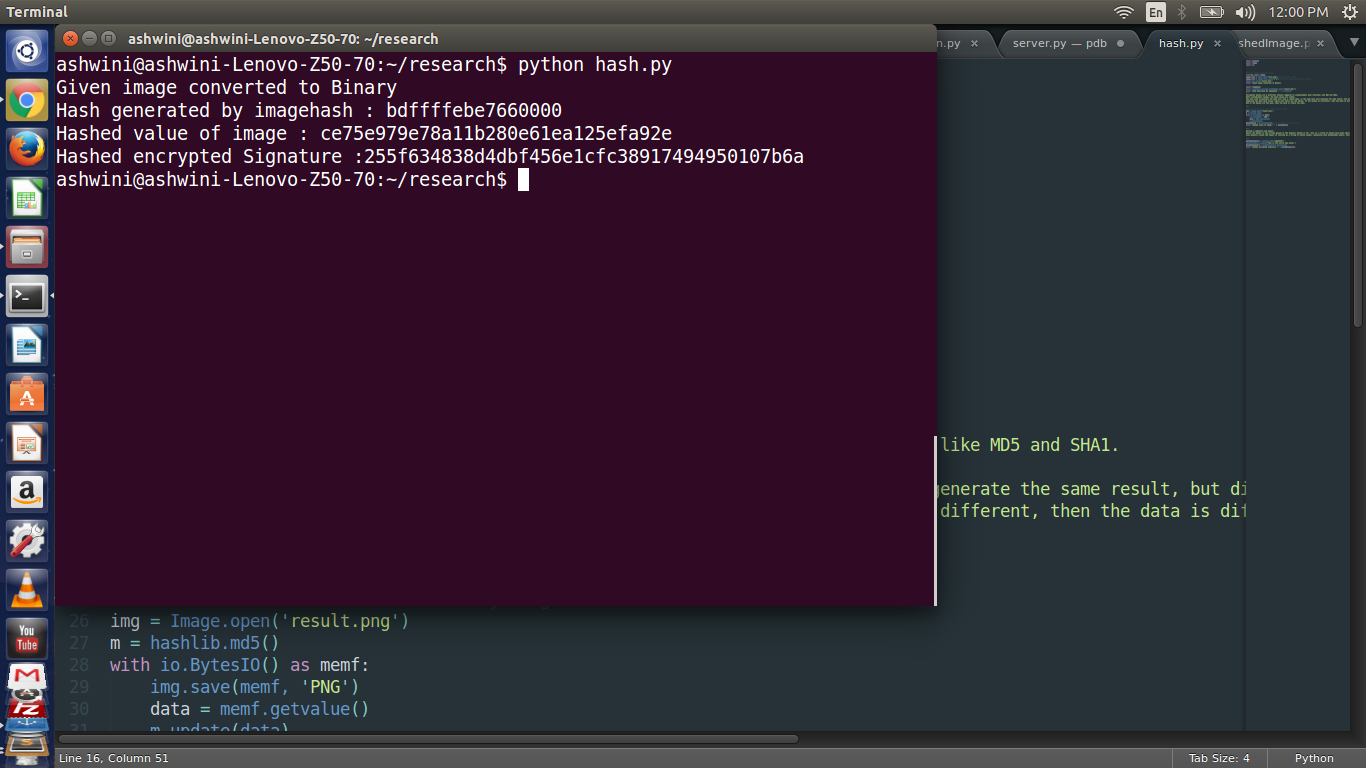 Terminal
En
12:00 PM
ashwini@ashwini-Lenovo-Z50-70: ~/research
n.py ×
server.py — pdb
hash.py ×
shedImage.p ×
ashwini@ashwini-Lenovo-Z50-70:~/research$ python hash.py
Given image converted to Binary
Hash generated by imagehash : bdffffebe7660000
Hashed value of image : ce75e979e78a11b280e61ea125efa92e
Hashed encrypted Signature :255f634838d4dbf456e1cfc38917494950107b6a
ashwini@ashwini-Lenovo-Z50-70:~/research$
like MD5 and SHA1.
generate the same result, but di
different, then the data is dif
26 img = Image.open('result.png')
27 m = hashlib.md5()
28 with io.BytesIO() as memf:
29 img.save(memf, 'PNG')
30 data = memf.getvalue()
31 m.update(data)
a
You
Tube
Line 16, Column 51
Tab Size: 4
Python